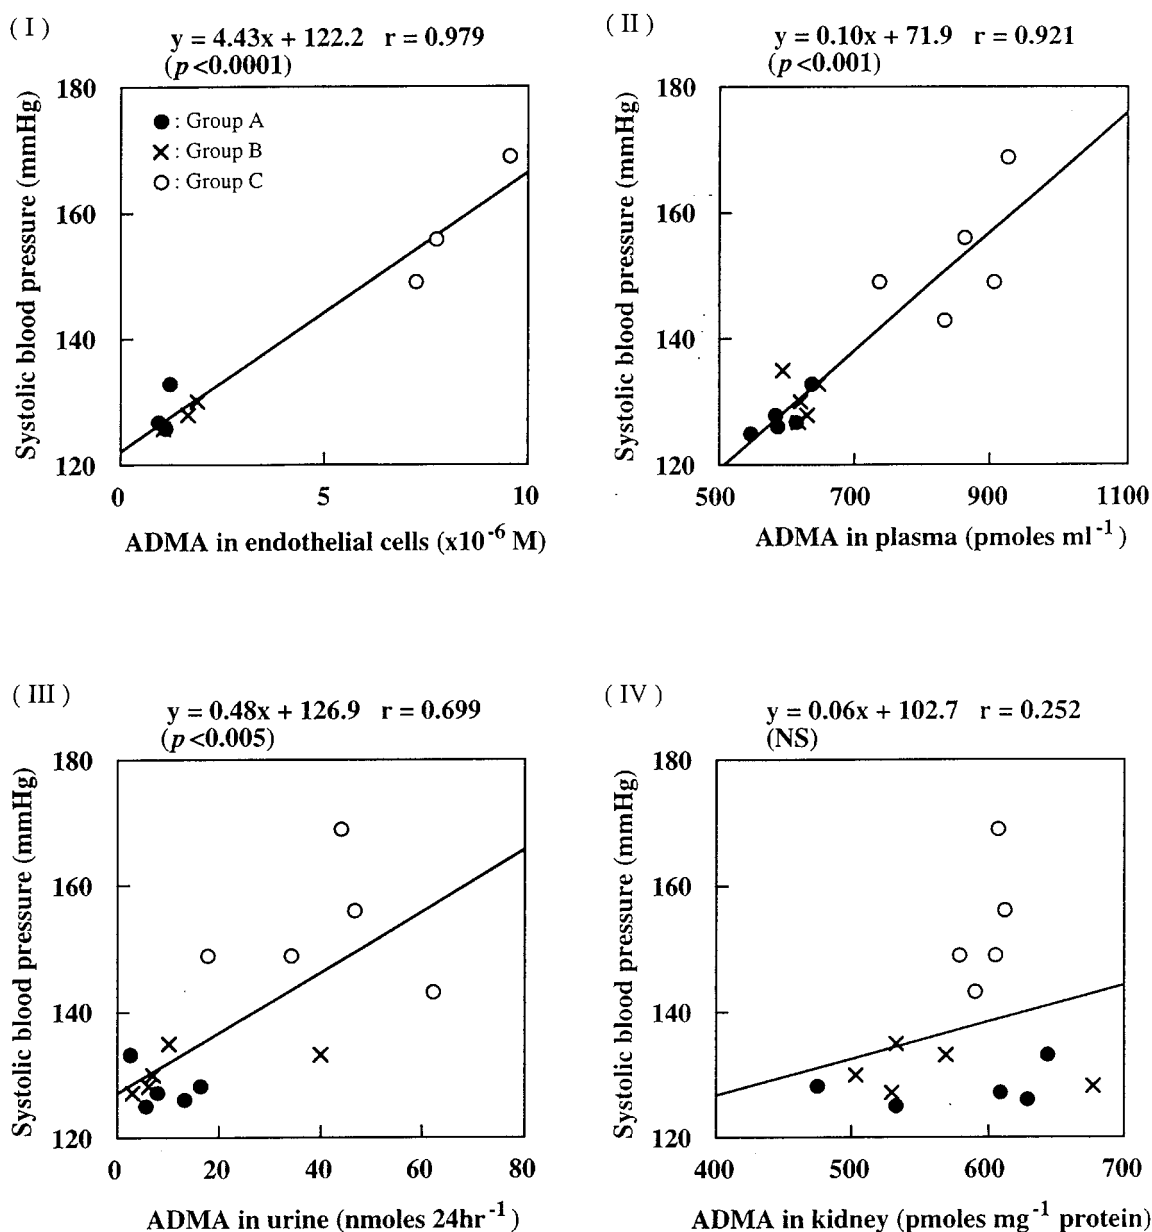 ( I )
y = 4.43x + 122.2 r = 0.979
(p<0.0001)
Systolic blood pressure (mmHg)
180
160
140
120
● : Group A
× : Group B
○ : Group C
0 5 10
ADMA in endothelial cells (x10⁻⁶ M)
( II )
y = 0.10x + 71.9 r = 0.921
(p<0.001)
Systolic blood pressure (mmHg)
180
160
140
120
500 700 900 1100
ADMA in plasma (pmoles ml⁻¹)
( III )
y = 0.48x + 126.9 r = 0.699
(p<0.005)
Systolic blood pressure (mmHg)
180
160
140
120
0 20 40 60 80
ADMA in urine (nmoles 24hr⁻¹)
( IV )
y = 0.06x + 102.7 r = 0.252
(NS)
Systolic blood pressure (mmHg)
180
160
140
120
400 500 600 700
ADMA in kidney (pmoles mg⁻¹ protein)